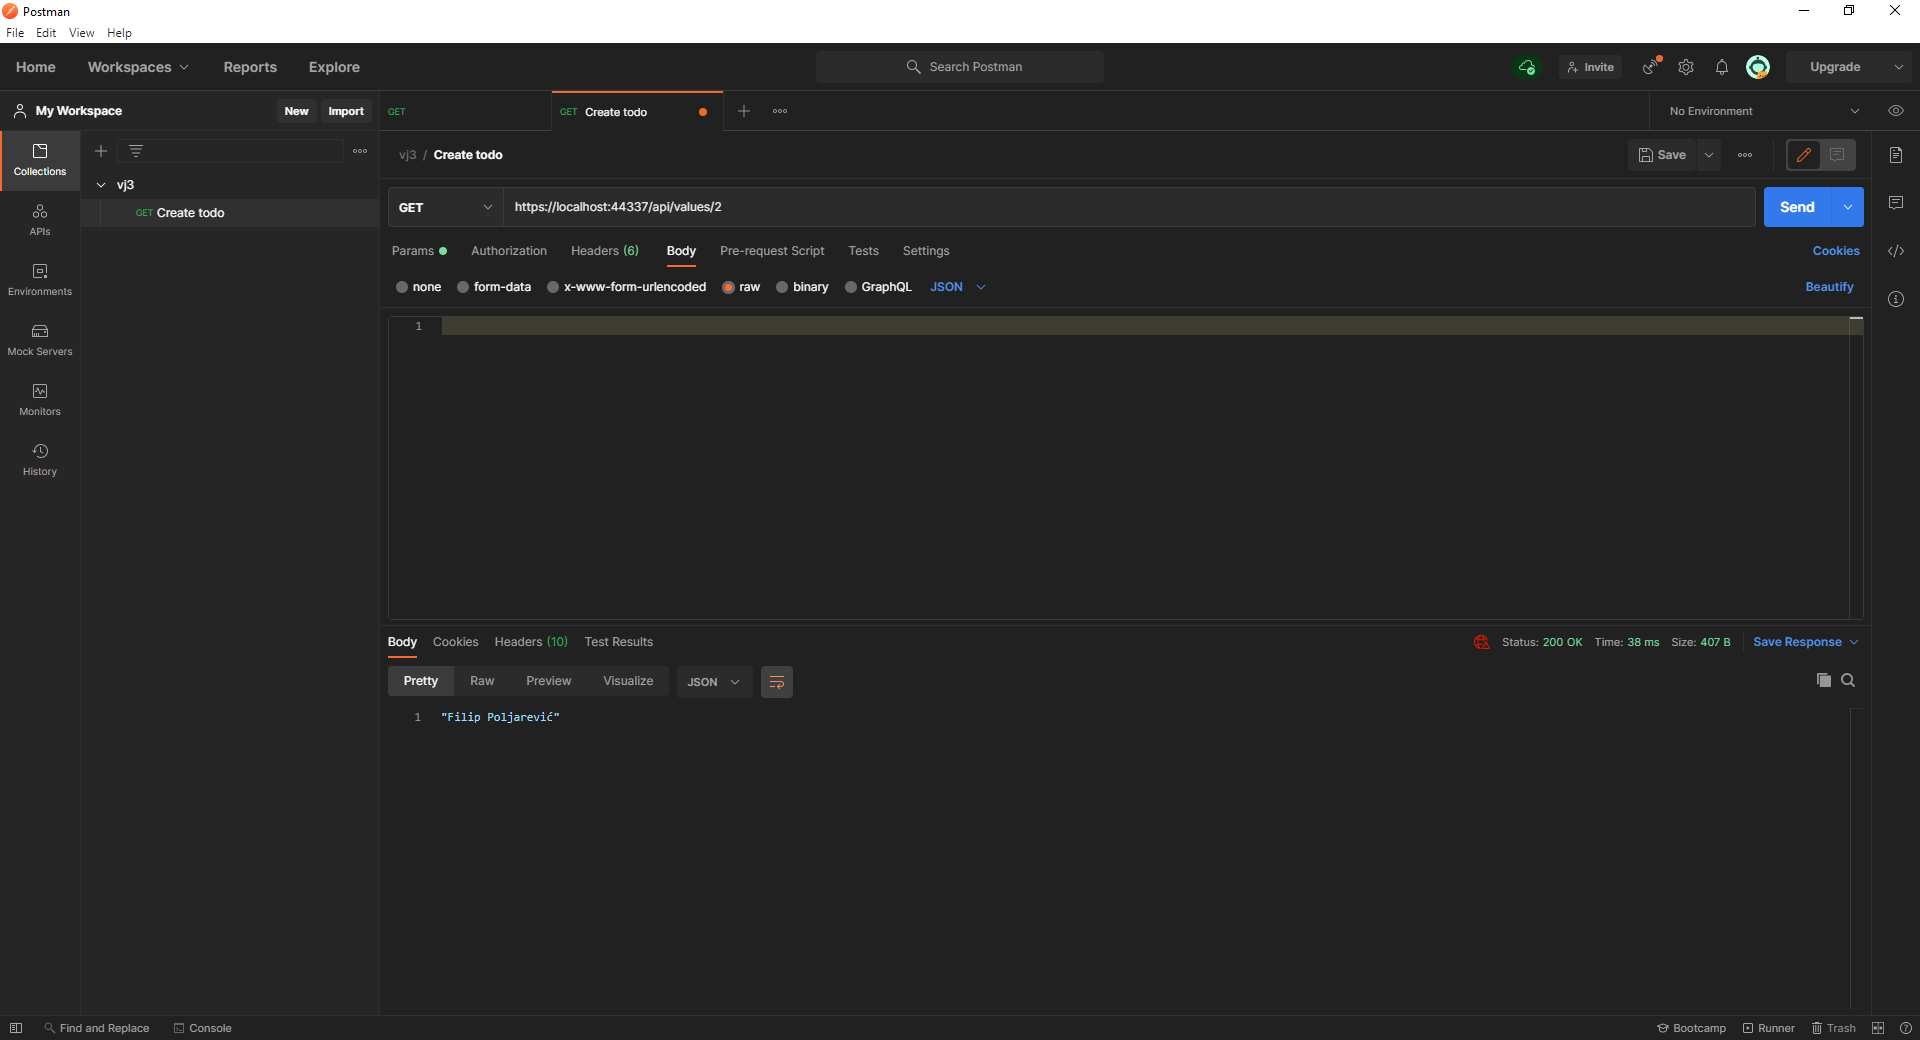 Postman
File Edit View Help
Home Workspaces Reports Explore Search Postman Invite Upgrade
My Workspace New Import GET GET Create todo No Environment
vj3 / Create todo Save
Collections
vj3
GET Create todo
GET https://localhost:44337/api/values/2 Send
APIs
Params Authorization Headers (6) Body Pre-request Script Tests Settings Cookies
none form-data x-www-form-urlencoded raw binary GraphQL JSON Beautify
Environments
1
Mock Servers
Monitors
History
Body Cookies Headers (10) Test Results Status: 200 OK Time: 38 ms Size: 407 B Save Response
Pretty Raw Preview Visualize JSON
1 "Filip Poljarević"
Find and Replace Console Bootcamp Runner Trash